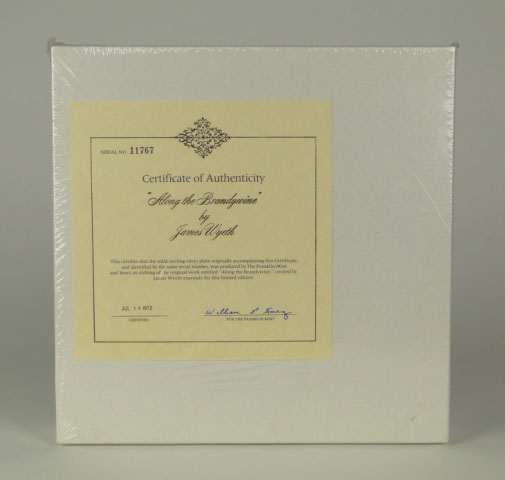 SERIAL NO. 11767
Certificate of Authenticity
"Along the Brandywine"
by
James Wyeth
This certifies that the solid sterling silver plate originally accompanying this Certificate,
and identified by the same serial number, was produced by The Franklin Mint
and bears an etching of the original work entitled "Along the Brandywine," created by
James Wyeth expressly for this limited edition.
JUL 14 1972
CERTIFIED
FOR THE FRANKLIN MINT